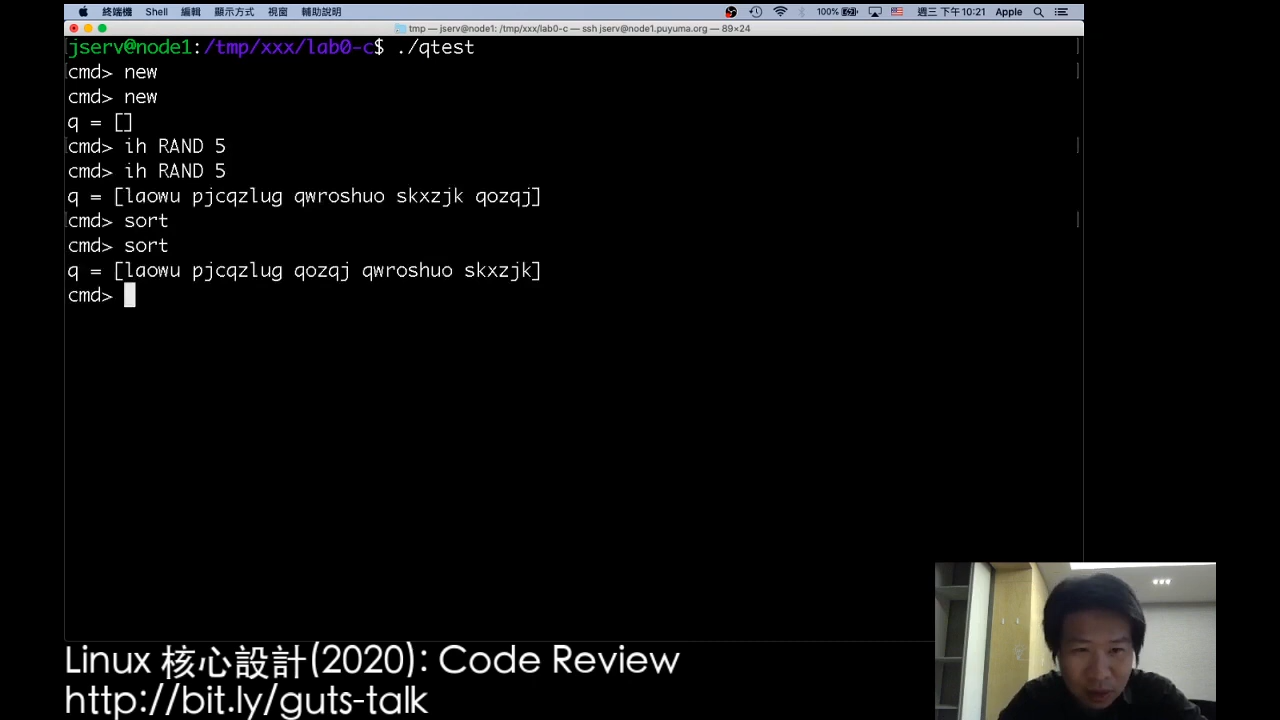 終端機 Shell 編輯 顯示方式 視窗 輔助說明 100% 週三 下午10:21 Apple
tmp — jserv@node1: /tmp/xxx/lab0-c — ssh jserv@node1.puyuma.org — 89×24
jserv@node1:/tmp/xxx/lab0-c$ ./qtest
cmd> new
cmd> new
q = []
cmd> ih RAND 5
cmd> ih RAND 5
q = [laowu pjcqzlug qwroshuo skxzjk qozqj]
cmd> sort
cmd> sort
q = [laowu pjcqzlug qozqj qwroshuo skxzjk]
cmd>
Linux 核心設計(2020): Code Review
http://bit.ly/guts-talk